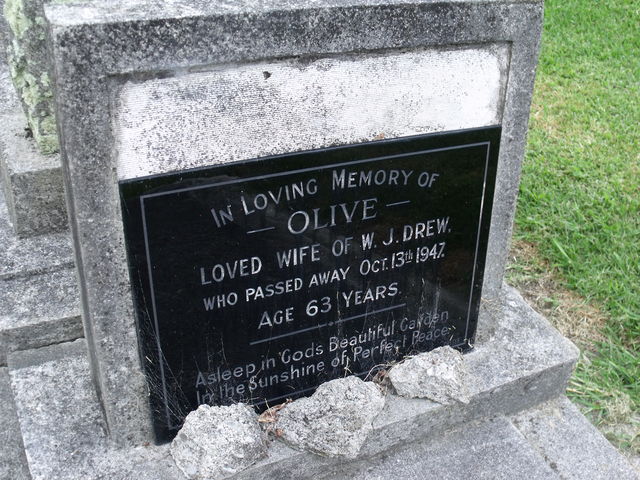 IN LOVING MEMORY OF
— OLIVE —
LOVED WIFE OF W. J. DREW,
WHO PASSED AWAY OCT. 13th 1947.
AGE 63 YEARS.
Asleep in Gods Beautiful Garden
In the Sunshine of Perfect Peace.